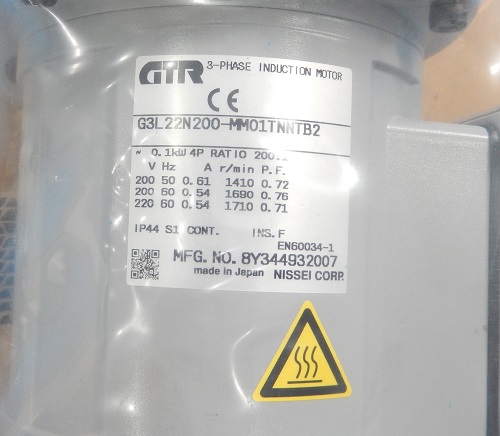 GTR 3-PHASE INDUCTION MOTOR
CE
G3L22N200-MM01TNNTB2
~ 0.1kW 4P RATIO 200
V Hz A r/min P.F.
200 50 0.61 1410 0.72
200 60 0.54 1690 0.76
220 60 0.54 1710 0.71
IP44 S1 CONT. INS.F
EN60034-1
MFG. NO. 8Y344932007
made in Japan NISSEI CORP.